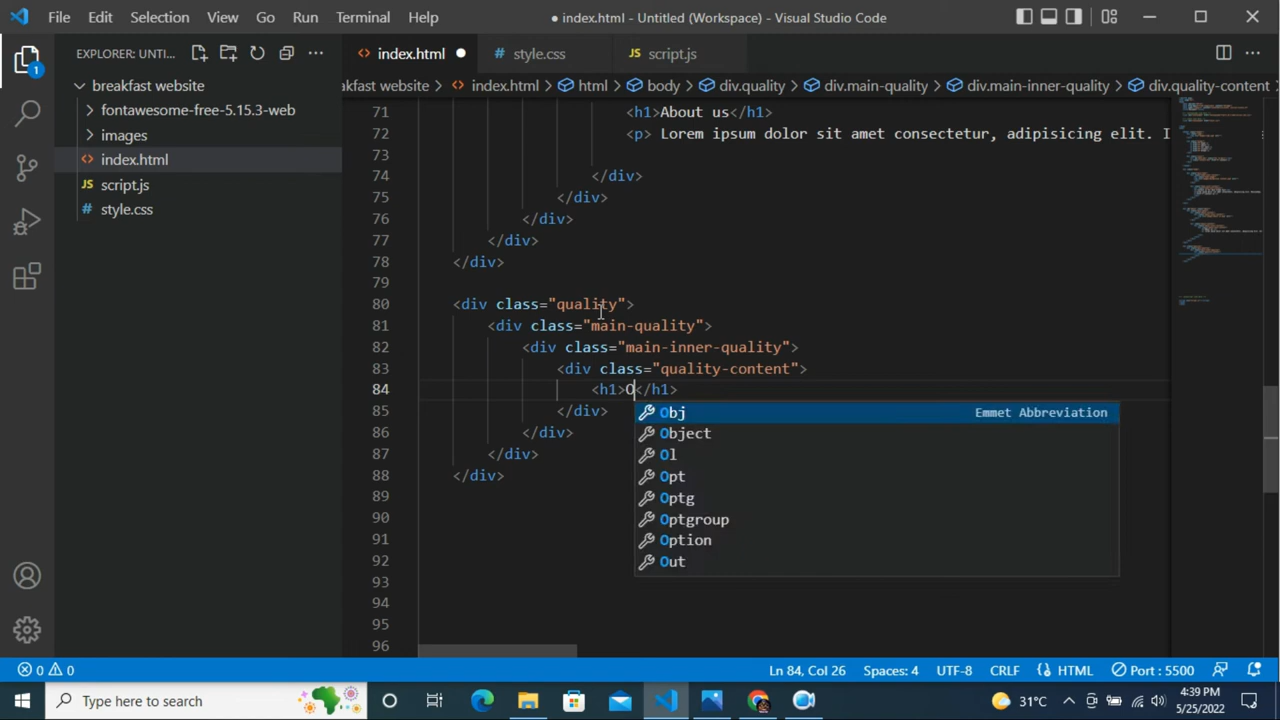 File Edit Selection View Go Run Terminal Help ● index.html - Untitled (Workspace) - Visual Studio Code
EXPLORER: UNTI... ···
index.html ● # style.css JS script.js ···
1
breakfast website
akfast website > index.html > html > body > div.quality > div.main-quality > div.main-inner-quality > div.quality-content
> fontawesome-free-5.15.3-web
> images
<> index.html
JS script.js
# style.css
71 <h1>About us</h1>
72 <p> Lorem ipsum dolor sit amet consectetur, adipisicing elit. I
73
74 </div>
75 </div>
76 </div>
77 </div>
78 </div>
79
80 <div class="quality">
81 <div class="main-quality">
82 <div class="main-inner-quality">
83 <div class="quality-content">
84 <h1>O</h1>
85 </div>
86 </div>
87 </div>
88 </div>
89
90
91
92
93
94
95
96
Obj Emmet Abbreviation
Object
Ol
Opt
Optg
Optgroup
Option
Out
0 0 Ln 84, Col 26 Spaces: 4 UTF-8 CRLF HTML Port : 5500
Type here to search 31°C 4:39 PM
5/25/2022